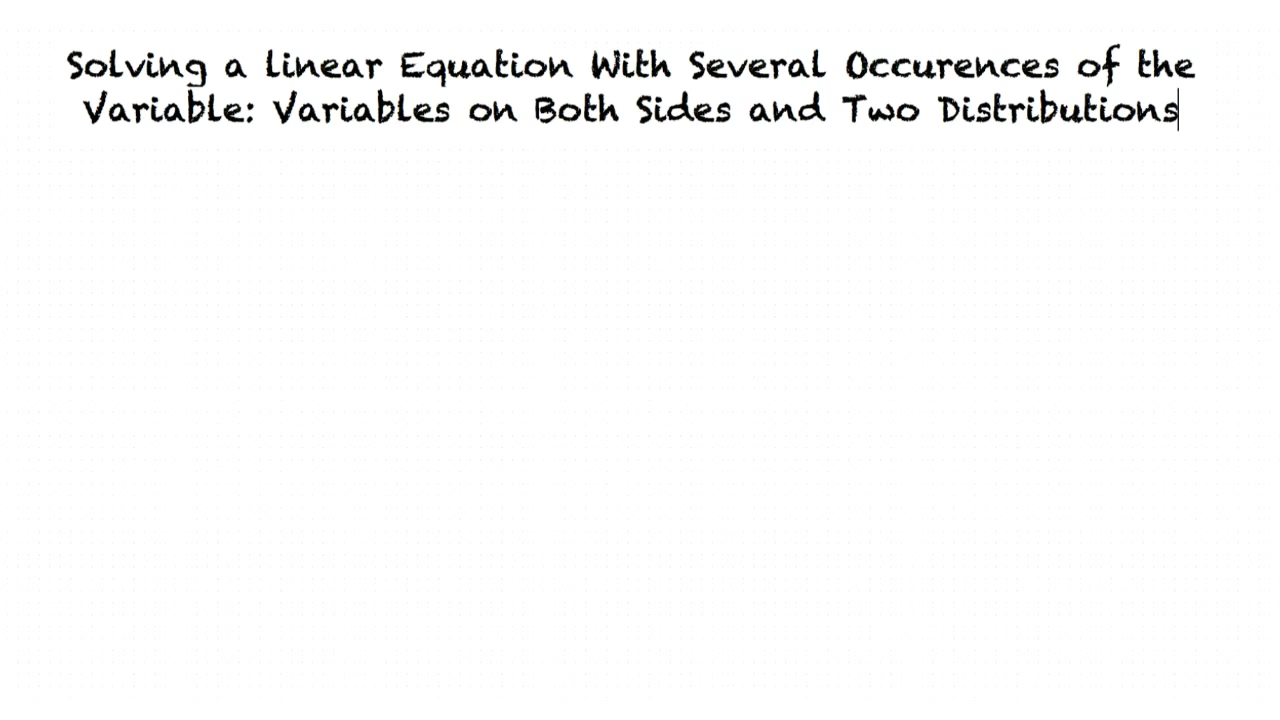 Solving a linear Equation With Several Occurences of the
Variable: Variables on Both Sides and Two Distributions